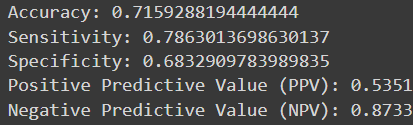 Accuracy: 0.7159288194444444
Sensitivity: 0.7863013698630137
Specificity: 0.6832909783989835
Positive Predictive Value (PPV): 0.5351
Negative Predictive Value (NPV): 0.8733